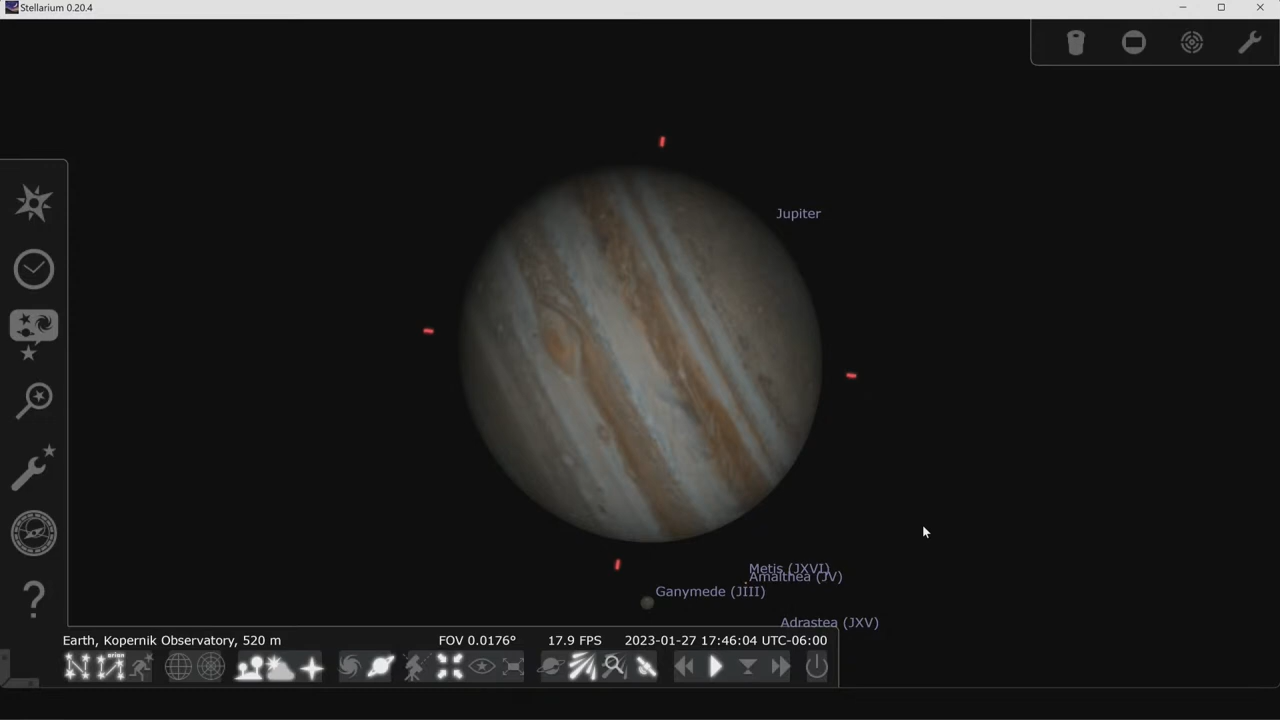 Stellarium 0.20.4
Jupiter
Metis (JXVI)
Amalthea (JV)
Ganymede (JIII)
Adrastea (JXV)
Earth, Kopernik Observatory, 520 m FOV 0.0176° 17.9 FPS 2023-01-27 17:46:04 UTC-06:00